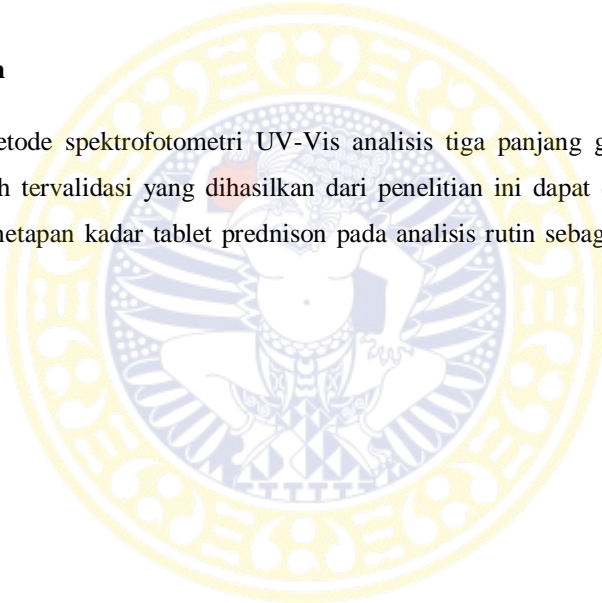 n
etode spektrofotometri UV-Vis analisis tiga panjang g
h tervalidasi yang dihasilkan dari penelitian ini dapat
netapan kadar tablet prednison pada analisis rutin sebag